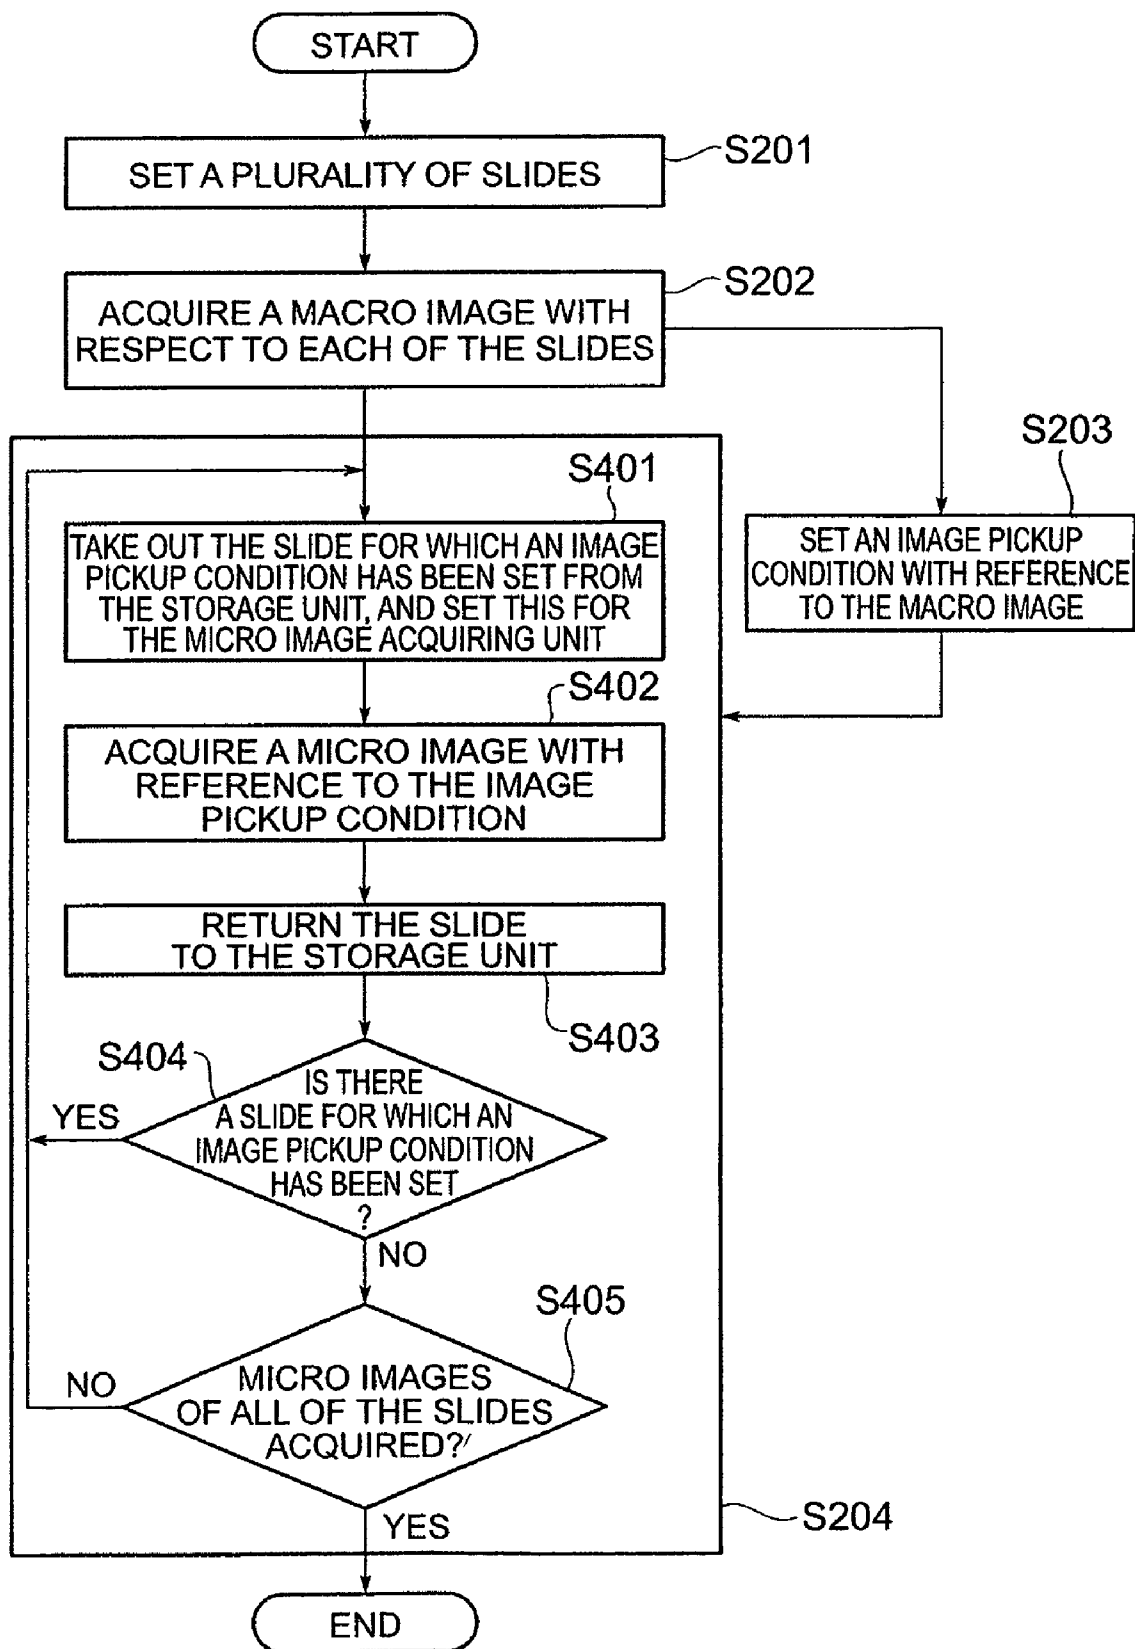 START
SET A PLURALITY OF SLIDES
S201
ACQUIRE A MACRO IMAGE WITH
RESPECT TO EACH OF THE SLIDES
S202
S203
SET AN IMAGE PICKUP
CONDITION WITH REFERENCE
TO THE MACRO IMAGE
S401
TAKE OUT THE SLIDE FOR WHICH AN IMAGE
PICKUP CONDITION HAS BEEN SET FROM
THE STORAGE UNIT, AND SET THIS FOR
THE MICRO IMAGE ACQUIRING UNIT
S402
ACQUIRE A MICRO IMAGE WITH
REFERENCE TO THE IMAGE
PICKUP CONDITION
RETURN THE SLIDE
TO THE STORAGE UNIT
S403
S404
IS THERE
A SLIDE FOR WHICH AN
IMAGE PICKUP CONDITION
HAS BEEN SET
?
YES
NO
S405
MICRO IMAGES
OF ALL OF THE SLIDES
ACQUIRED?
NO
YES
S204
END